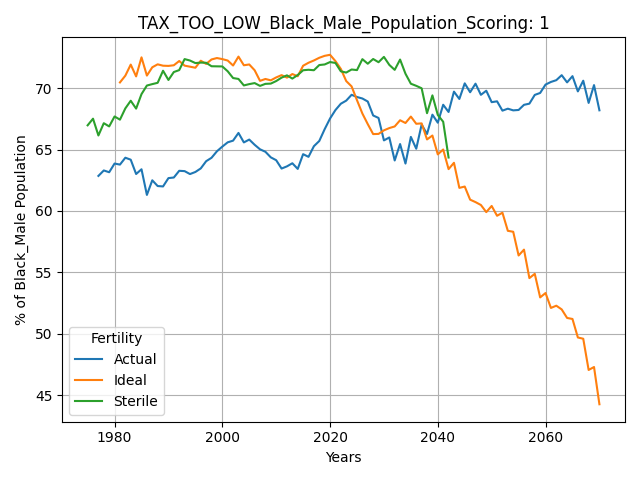 TAX_TOO_LOW_Black_Male_Population_Scoring: 1
% of Black_Male Population
70
65
60
55
50
45
Fertility
Actual
Ideal
Sterile
1980
2000
2020
2040
2060
Years